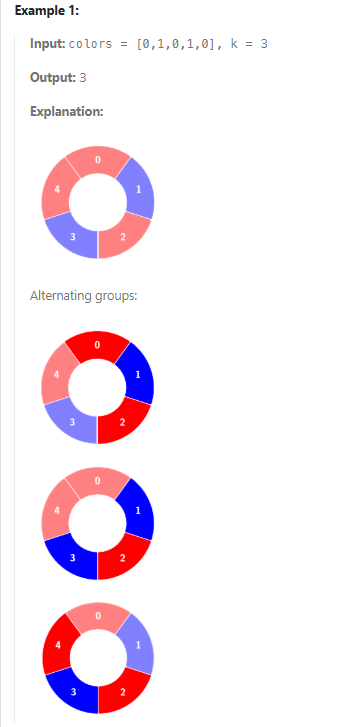 Example 1:
Input: colors = [0,1,0,1,0], k = 3
Output: 3
Explanation:
0
4 1
3 2
Alternating groups:
0
4 1
3 2
0
4 1
3 2
0
4 1
3 2